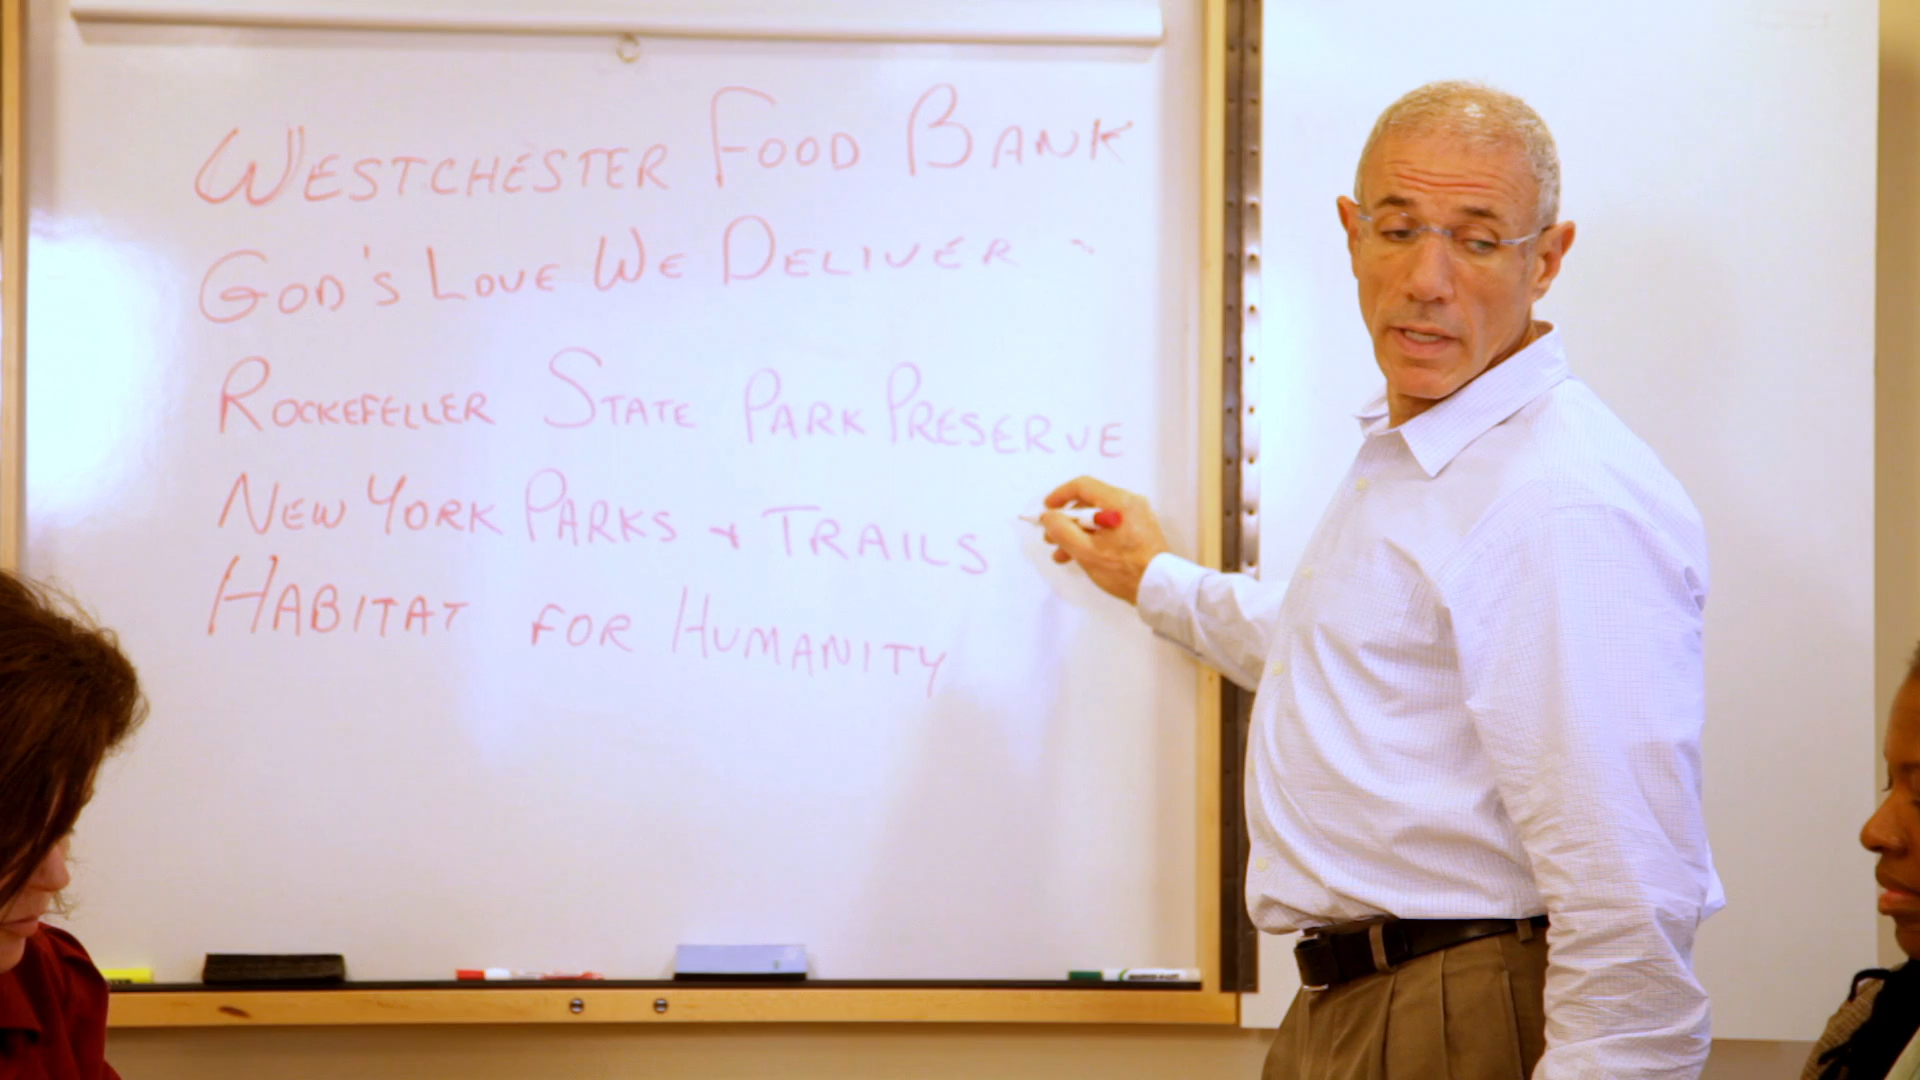 WESTCHESTER FOOD BANK
GOD'S LOVE WE DELIVER -
ROCKEFELLER STATE PARK PRESERVE
NEW YORK PARKS + TRAILS
HABITAT FOR HUMANITY